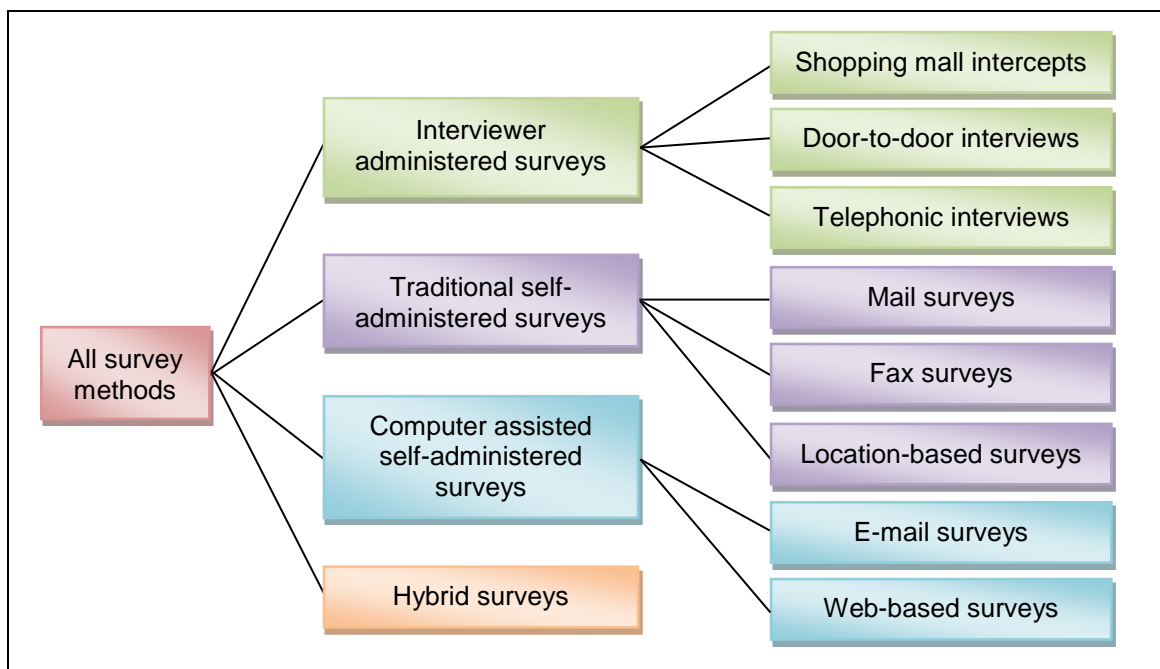 All survey
methods
Interviewer
administered surveys
Traditional self-
administered surveys
Computer assisted
self-administered
surveys
Hybrid surveys
Shopping mall intercepts
Door-to-door interviews
Telephonic interviews
Mail surveys
Fax surveys
Location-based surveys
E-mail surveys
Web-based surveys